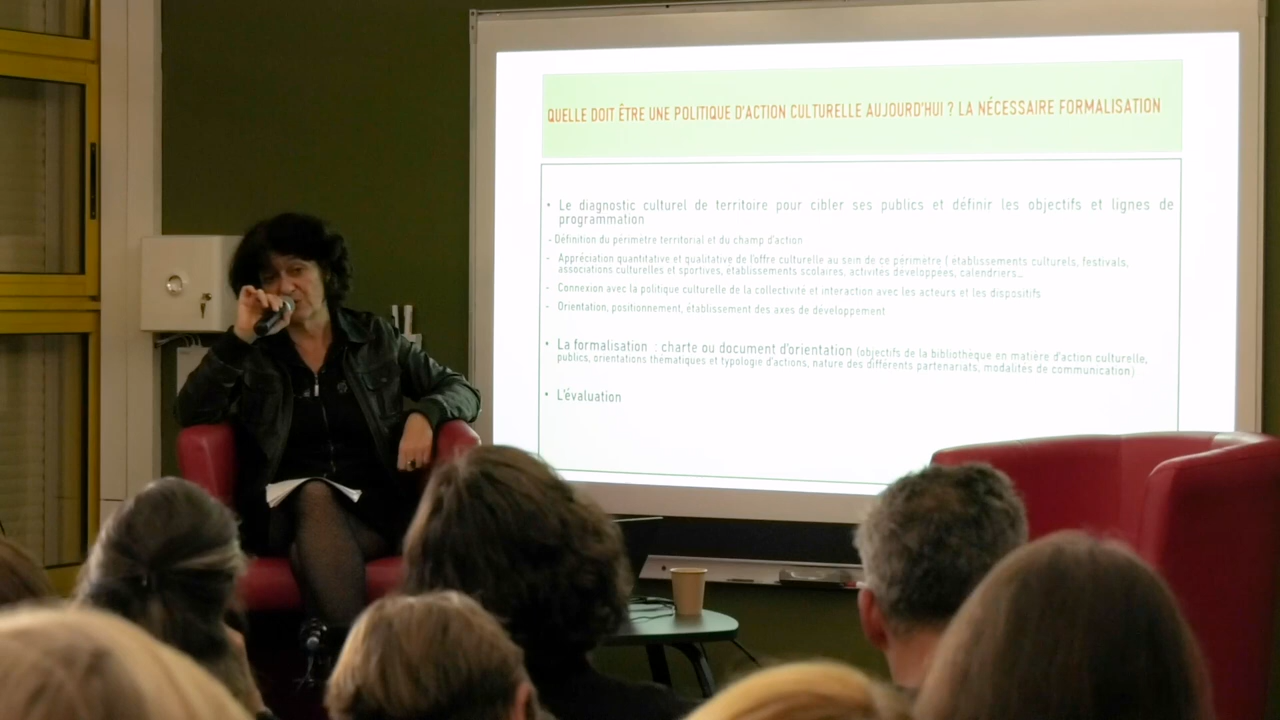 QUELLE DOIT ÊTRE UNE POLITIQUE D'ACTION CULTURELLE AUJOURD'HUI ? LA NÉCESSAIRE FORMALISATION
• Le diagnostic culturel de territoire pour cibler ses publics et définir les objectifs et lignes de
programmation
- Définition du périmetre territorial et du champ d'action
- Appréciation quantitative et qualitative de l'offre culturelle au sein de ce périmetre ( établissements culturels, festivals,
associations culturelles et sportives, etablissements scolaires, activités développées, calendriers...
- Connexion avec la politique culturelle de la collectivité et interaction avec les acteurs et les dispositifs
- Orientation, positionnement, établissement des axes de développement
• La formalisation : charte ou document d'orientation (objectifs de la bibliothèque en matière d'action culturelle,
publics, orientations thématiques et typologie d'actions, nature des différents partenariats, modalités de communication)
• L'évaluation